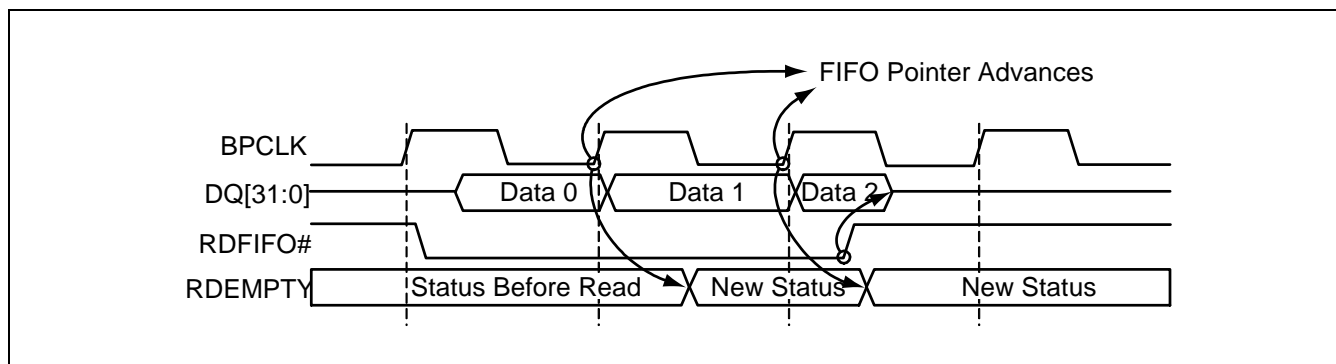 FIFO Pointer Advances
BPCLK
DQ[31:0] Data 0 Data 1 Data 2
RDFIFO#
RDEMPTY Status Before Read New Status New Status